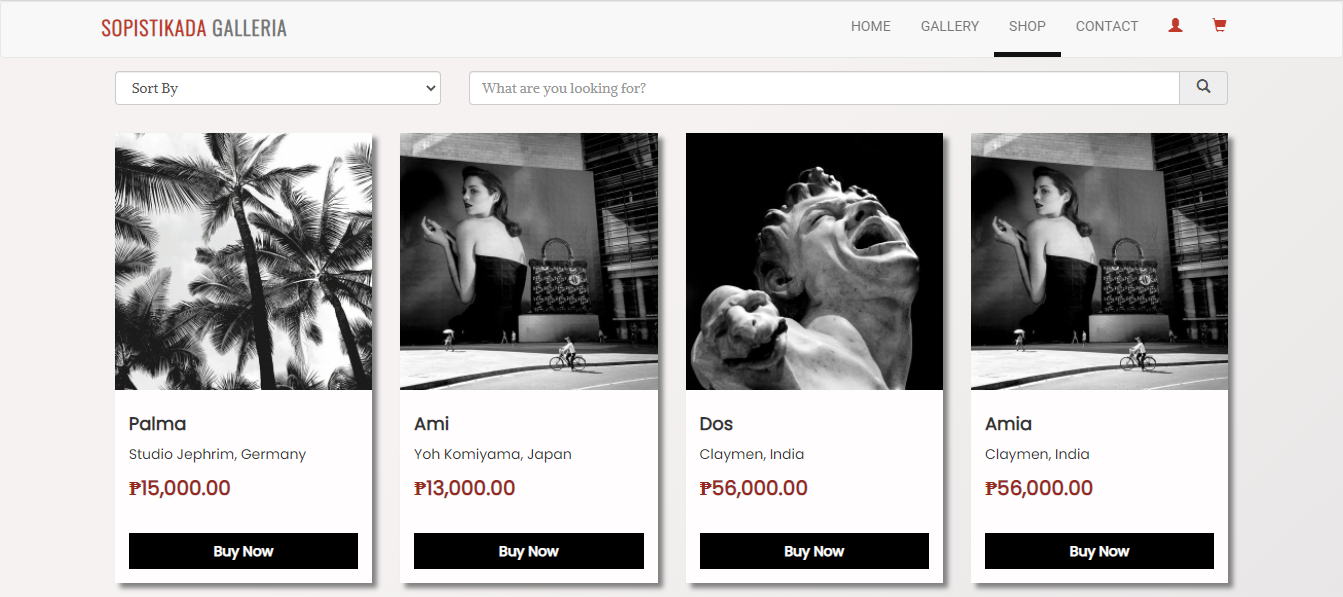 SOPISTIKADA GALLERIA
HOME GALLERY SHOP CONTACT
Sort By
What are you looking for?
Palma
Studio Jephrim, Germany
₱15,000.00
Buy Now
Ami
Yoh Komiyama, Japan
₱13,000.00
Buy Now
Dos
Claymen, India
₱56,000.00
Buy Now
Amia
Claymen, India
₱56,000.00
Buy Now